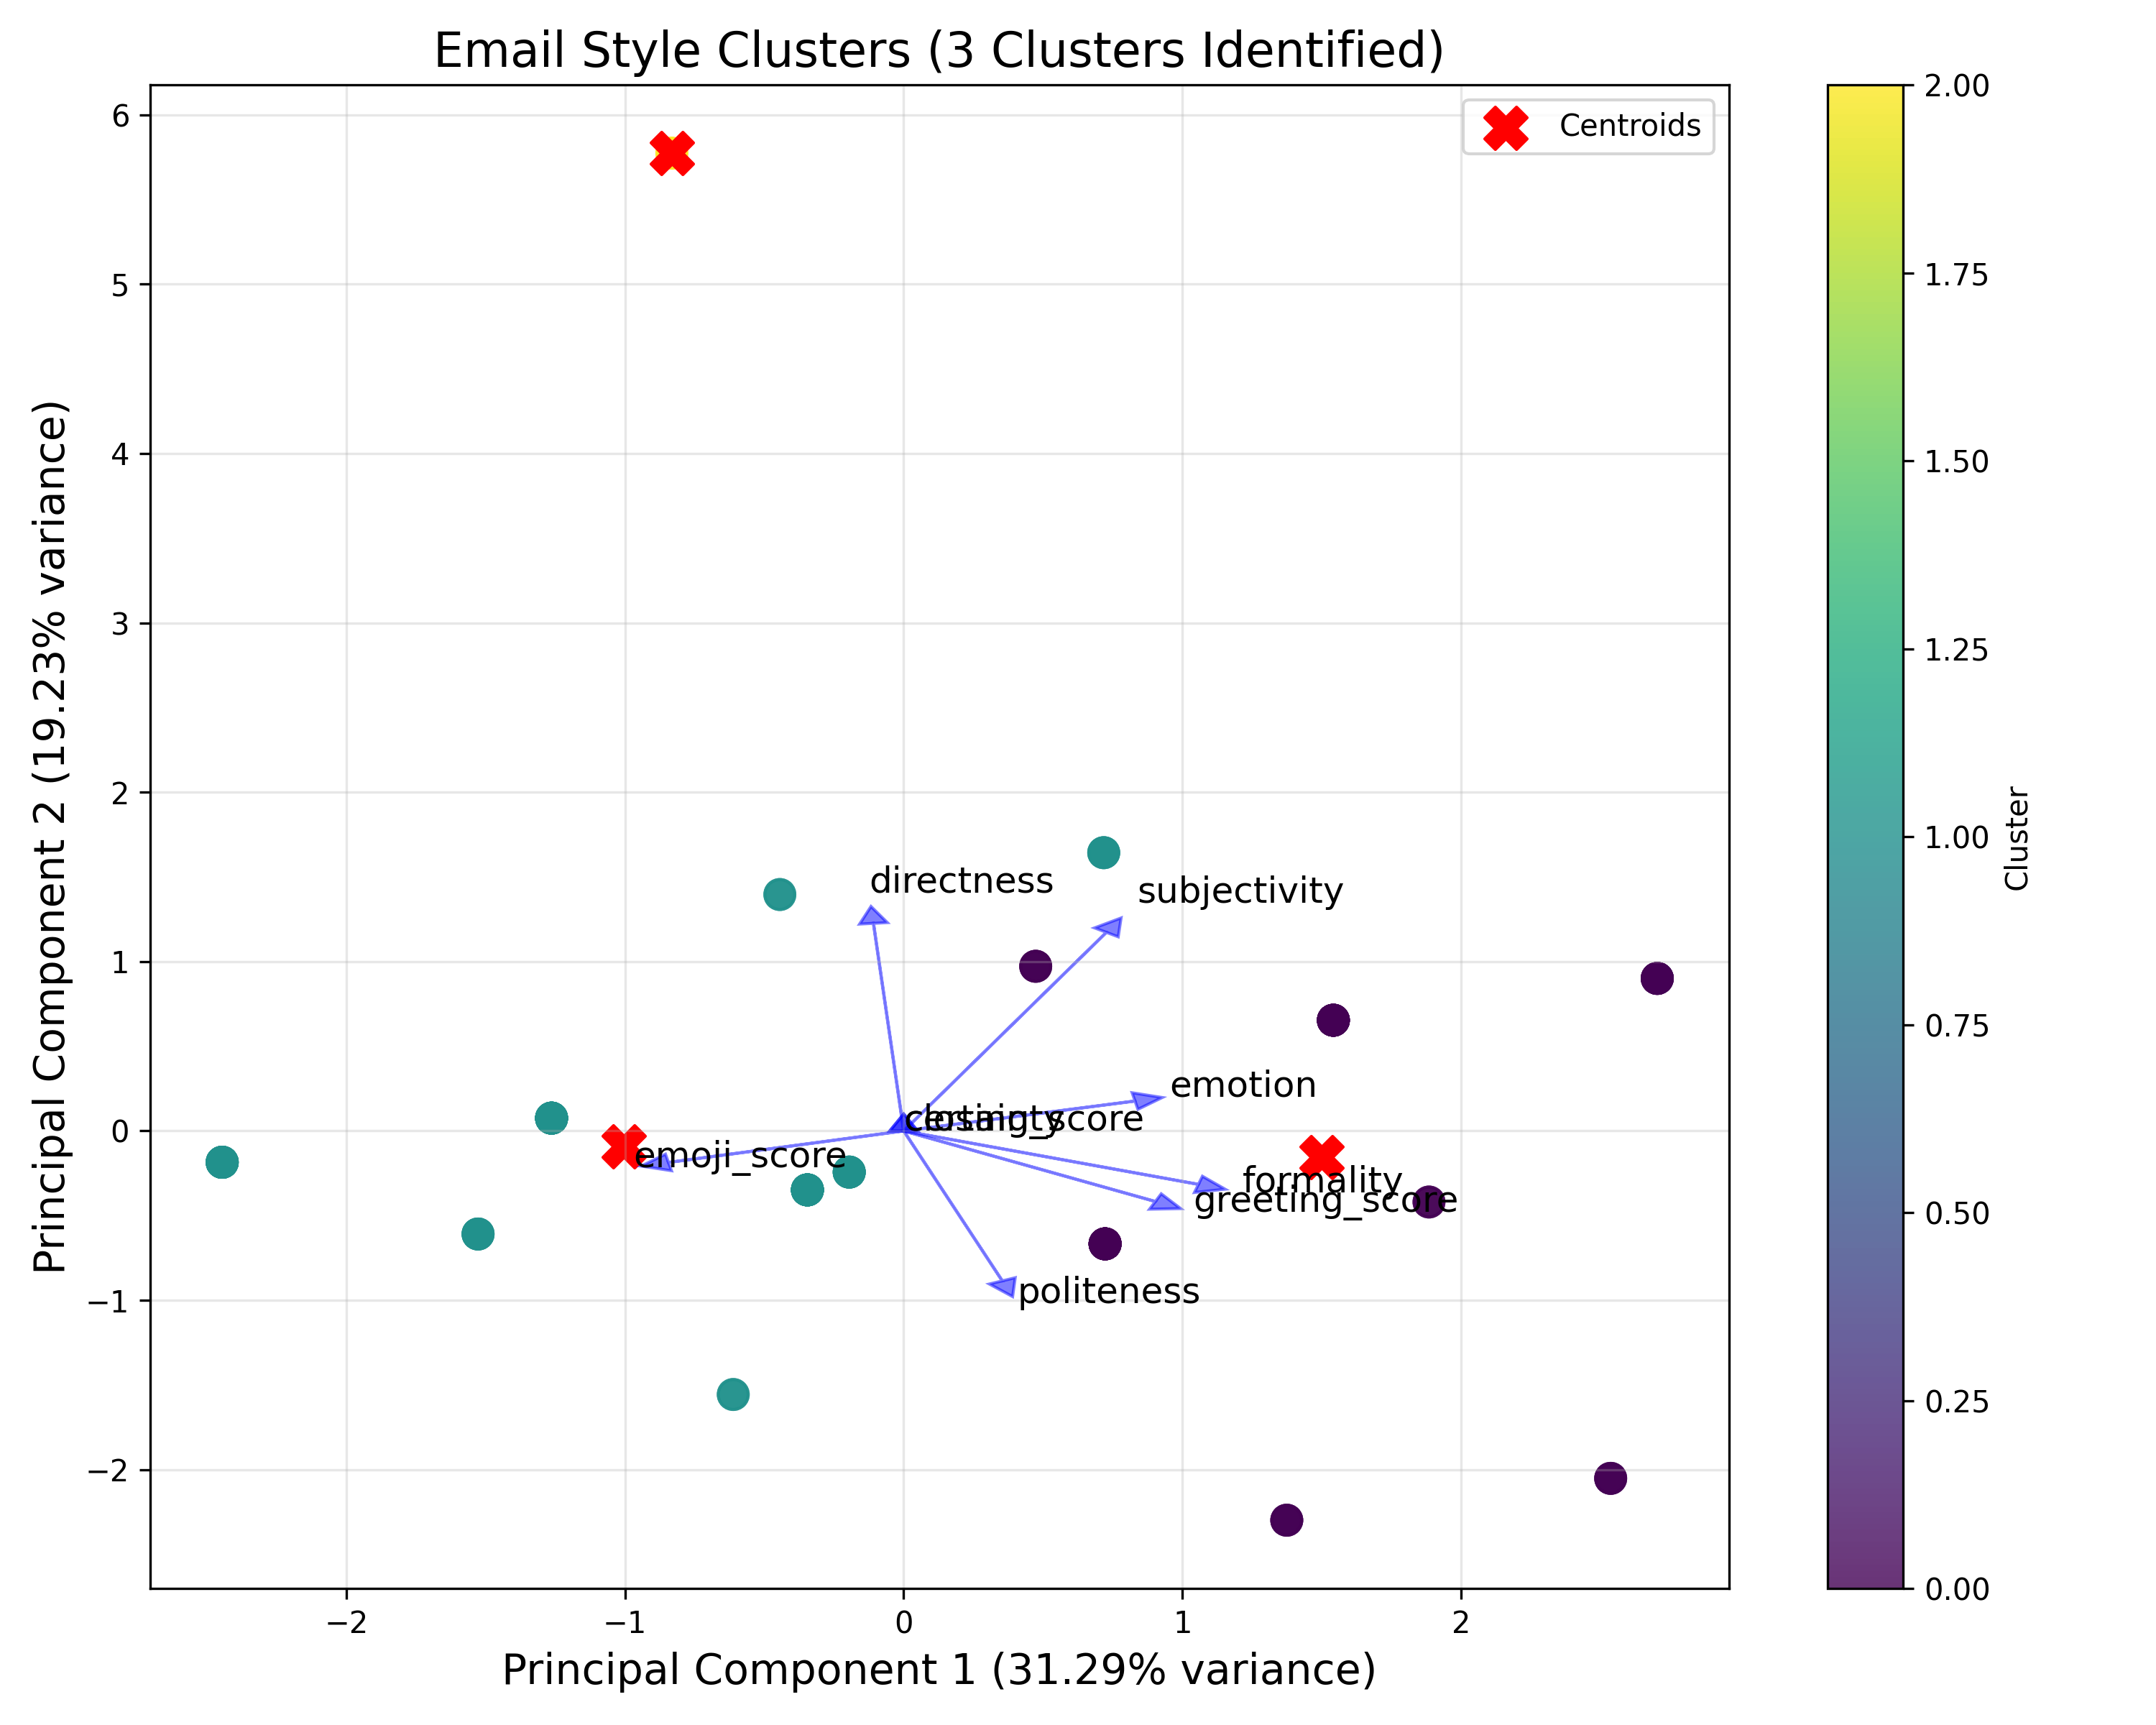 Email Style Clusters (3 Clusters Identified)
Centroids
Principal Component 2 (19.23% variance)
6
5
4
3
2
1
0
−1
−2
directness
subjectivity
emotion
certainty
closing_score
emoji_score
formality
greeting_score
politeness
−2
−1
0
1
2
Principal Component 1 (31.29% variance)
2.00
1.75
1.50
1.25
1.00
0.75
0.50
0.25
0.00
Cluster